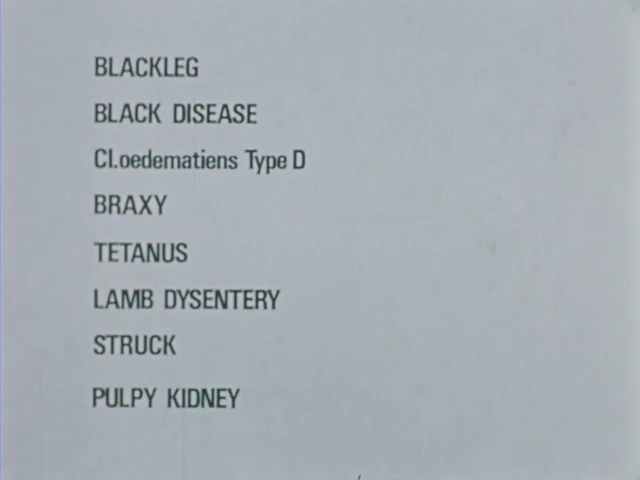 BLACKLEG
BLACK DISEASE
Cl.oedematiens Type D
BRAXY
TETANUS
LAMB DYSENTERY
STRUCK
PULPY KIDNEY